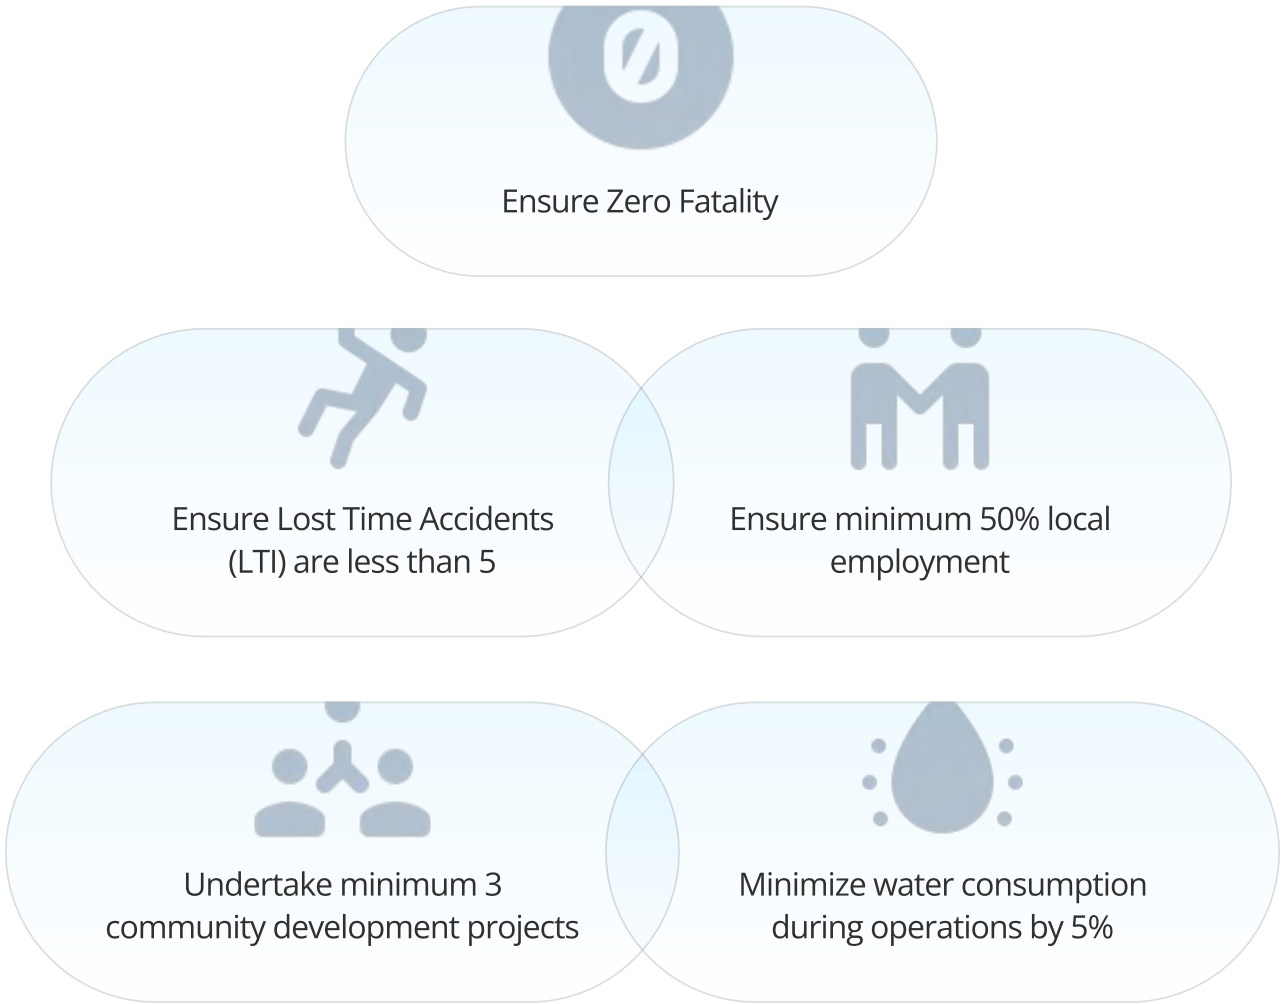 0
Ensure Zero Fatality
Ensure Lost Time Accidents
(LTI) are less than 5
Ensure minimum 50% local
employment
Undertake minimum 3
community development projects
Minimize water consumption
during operations by 5%